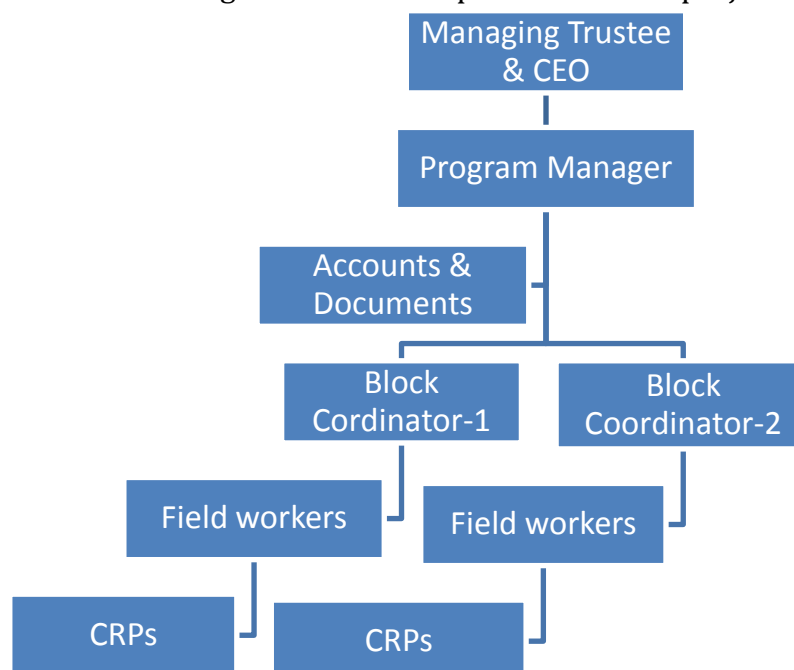 Managing Trustee
& CEO
Program Manager
Accounts &
Documents
Block
Cordinator-1
Block
Coordinator-2
Field workers
Field workers
CRPs
CRPs